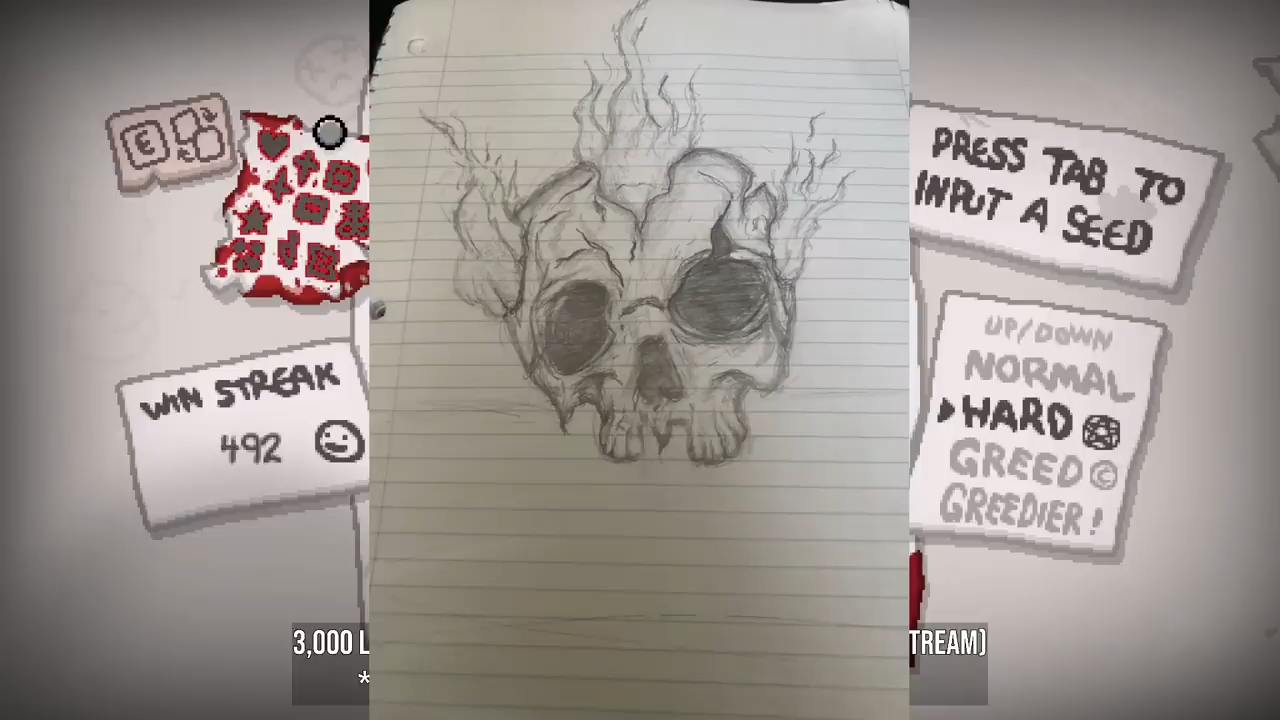 WIN STREAK
492
PRESS TAB TO
INPUT A SEED
UP/DOWN
NORMAL
HARD
GREED
GREEDIER!
3,000 L
TREAM)
*